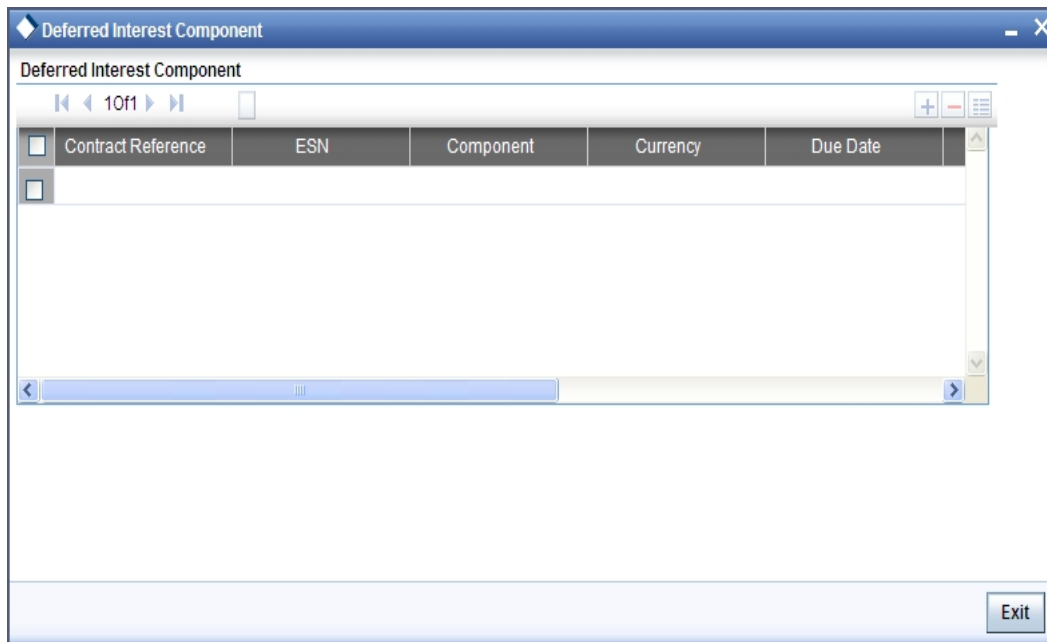 Deferred Interest Component
Deferred Interest Component
1Of1
Contract Reference ESN Component Currency Due Date
Exit